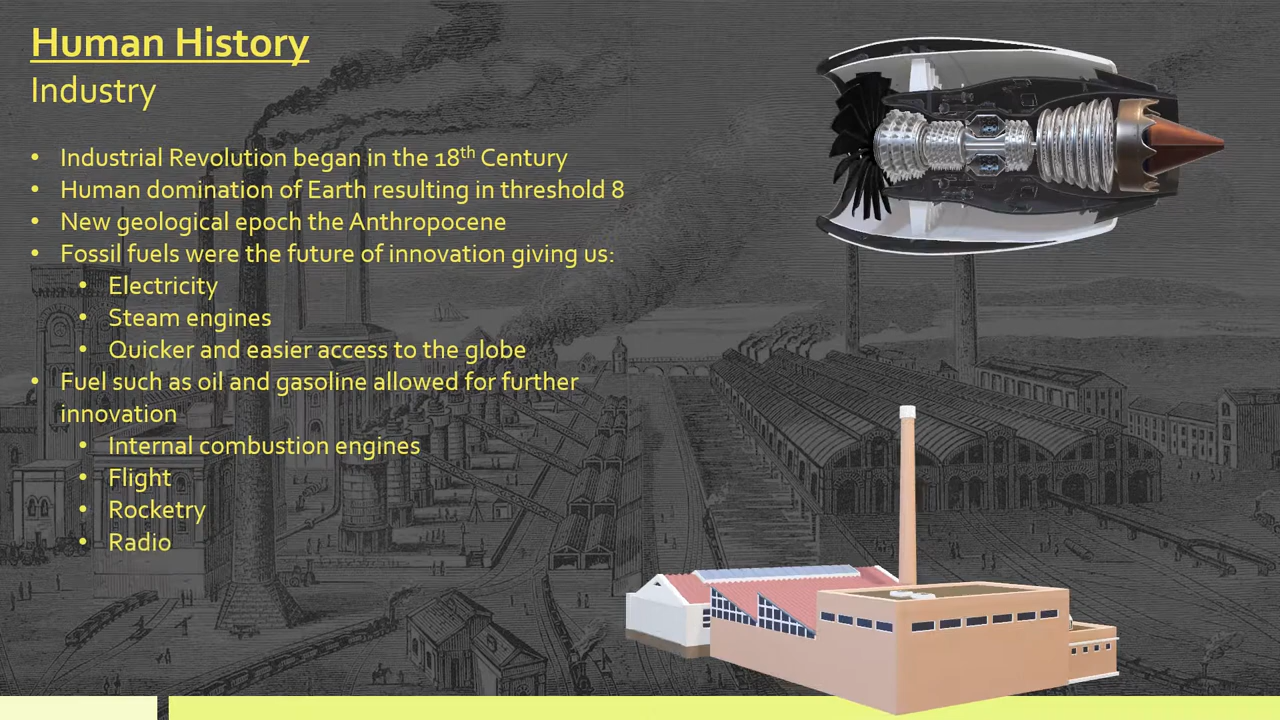 Human History
Industry
• Industrial Revolution began in the 18th Century
• Human domination of Earth resulting in threshold 8
• New geological epoch the Anthropocene
• Fossil fuels were the future of innovation giving us:
• Electricity
• Steam engines
• Quicker and easier access to the globe
• Fuel such as oil and gasoline allowed for further
innovation
• Internal combustion engines
• Flight
• Rocketry
• Radio